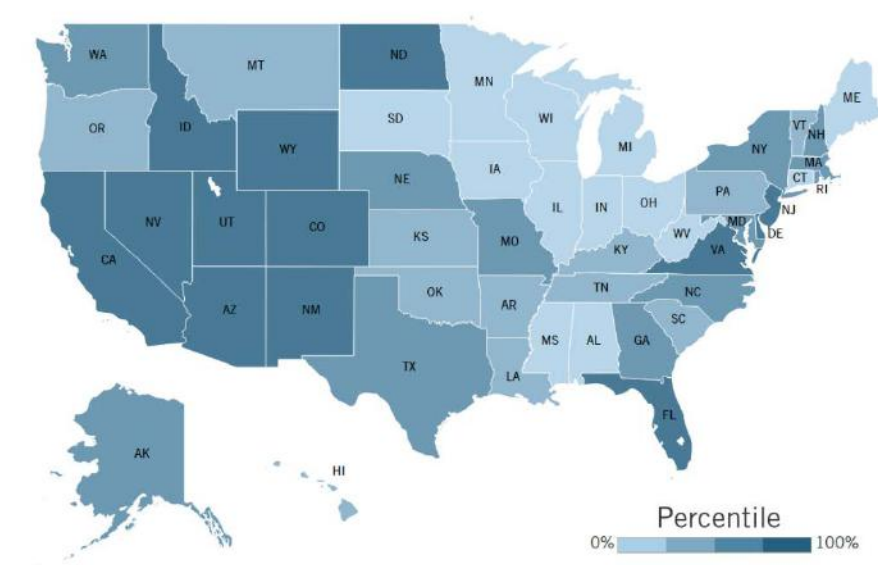 WA
MT
ND
MN
ME
OR
ID
SD
WI
VT
NH
WY
MI
NY
MA
NE
IA
CT
RI
PA
NV
UT
CO
IL
IN
OH
NJ
MD
DE
CA
KS
MO
WV
VA
KY
AZ
NM
OK
TN
NC
AR
SC
MS
AL
GA
TX
LA
FL
AK
HI
Percentile
0% 100%